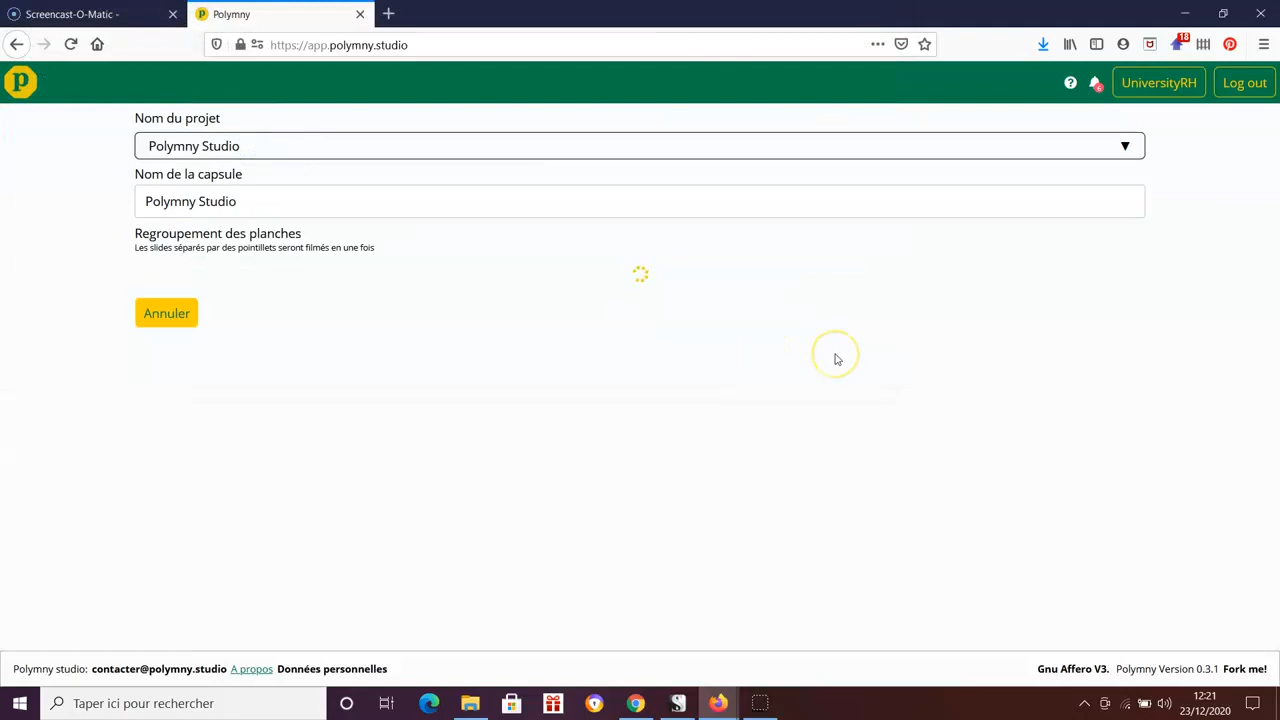 Screencast-O-Matic -
Polymny
https://app.polymny.studio
18
p
6
UniversityRH
Log out
Nom du projet
Polymny Studio
Nom de la capsule
Polymny Studio
Regroupement des planches
Les slides séparés par des pointillets seront filmés en une fois
Annuler
Polymny studio: contacter@polymny.studio A propos Données personnelles
Gnu Affero V3. Polymny Version 0.3.1 Fork me!
Taper ici pour rechercher
12:21
23/12/2020